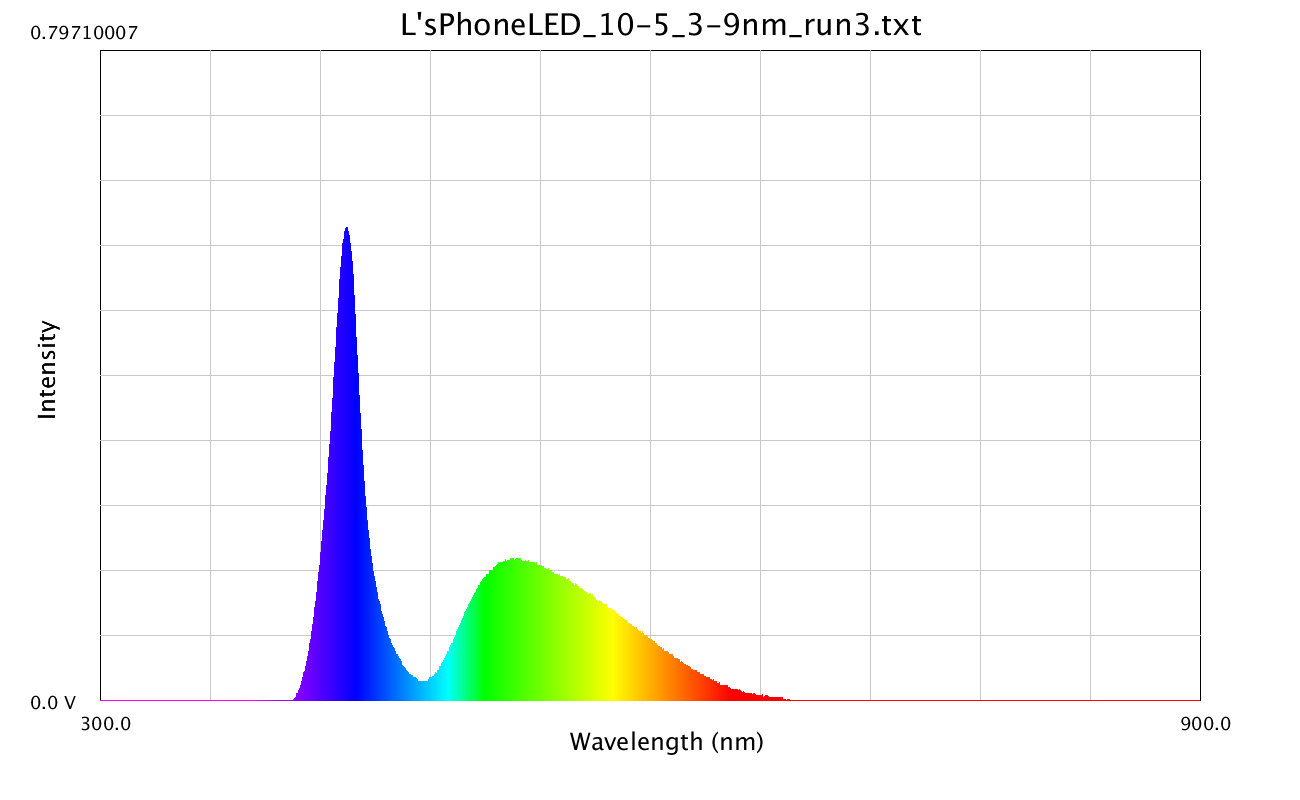 L'sPhoneLED_10-5_3-9nm_run3.txt
0.79710007
Intensity
0.0 V
300.0
900.0
Wavelength (nm)